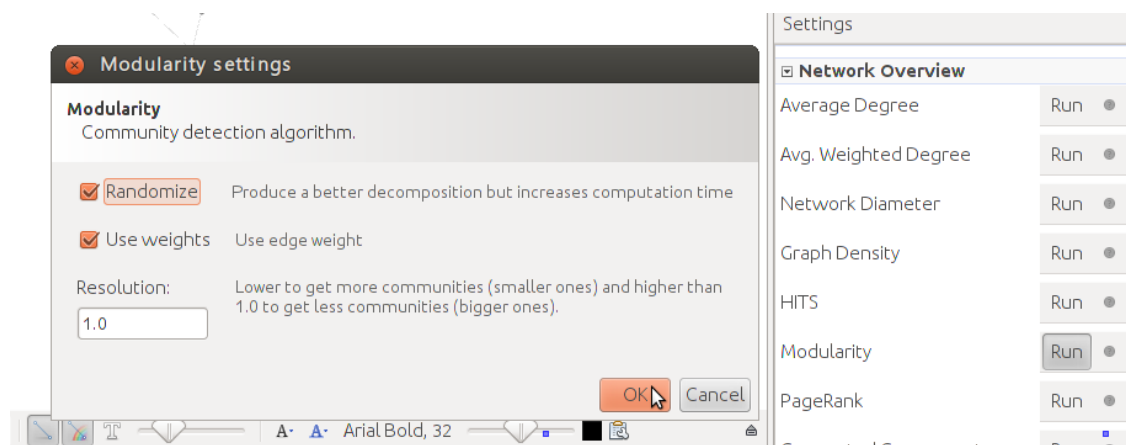 Settings
Modularity settings
Modularity
Community detection algorithm.
Randomize Produce a better decomposition but increases computation time
Use weights Use edge weight
Resolution: Lower to get more communities (smaller ones) and higher than
1.0 to get less communities (bigger ones).
1.0
OK Cancel
T A- A- Arial Bold, 32
Network Overview
Average Degree Run
Avg. Weighted Degree Run
Network Diameter Run
Graph Density Run
HITS Run
Modularity Run
PageRank Run